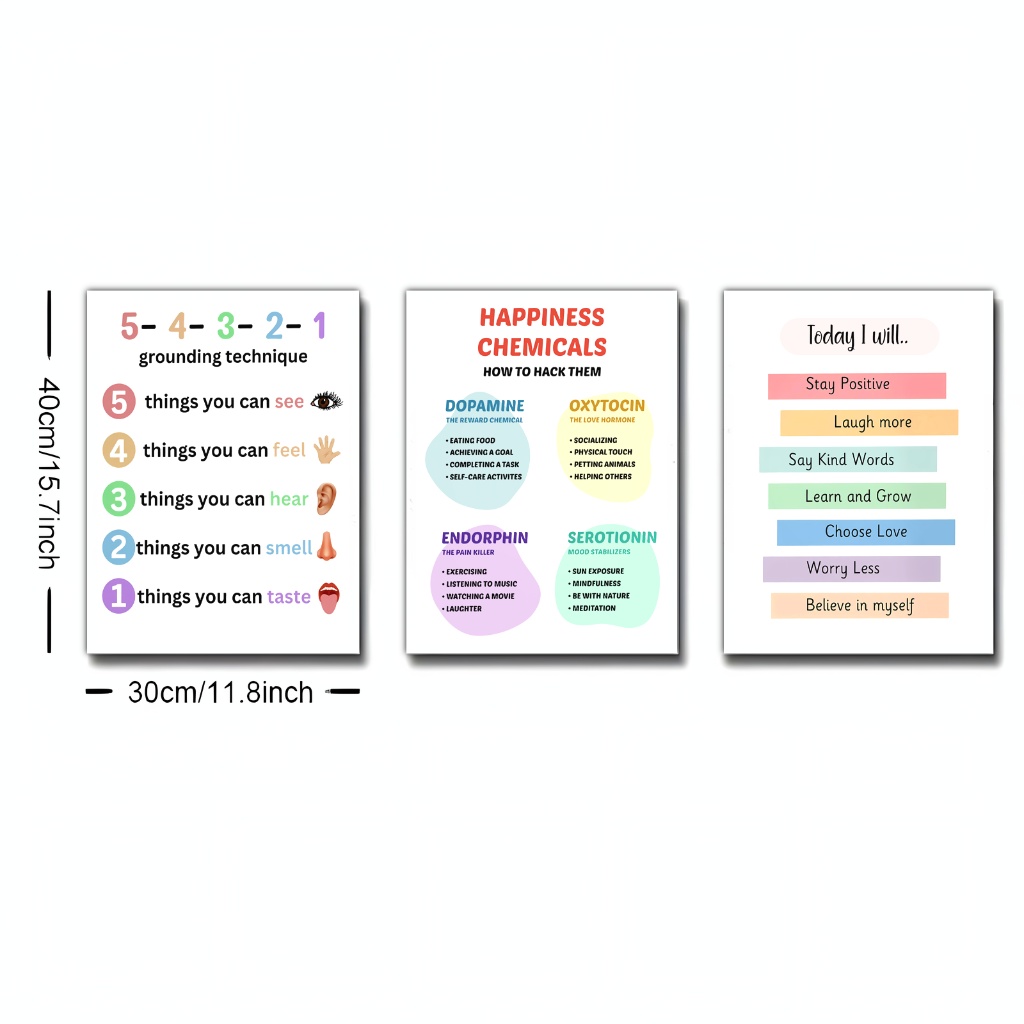 40cm/15.7inch
30cm/11.8inch
5- 4- 3- 2- 1
grounding technique
5 things you can see
4 things you can feel
3 things you can hear
2 things you can smell
1 things you can taste
HAPPINESS
CHEMICALS
HOW TO HACK THEM
DOPAMINE
THE REWARD CHEMICAL
• EATING FOOD
• ACHIEVING A GOAL
• COMPLETING A TASK
• SELF-CARE ACTIVITES
OXYTOCIN
THE LOVE HORMONE
• SOCIALIZING
• PHYSICAL TOUCH
• PETTING ANIMALS
• HELPING OTHERS
ENDORPHIN
THE PAIN KILLER
• EXERCISING
• LISTENING TO MUSIC
• WATCHING A MOVIE
• LAUGHTER
SEROTIONIN
MOOD STABILIZERS
• SUN EXPOSURE
• MINDFULNESS
• BE WITH NATURE
• MEDITATION
Today I will..
Stay Positive
Laugh more
Say Kind Words
Learn and Grow
Choose Love
Worry Less
Believe in myself